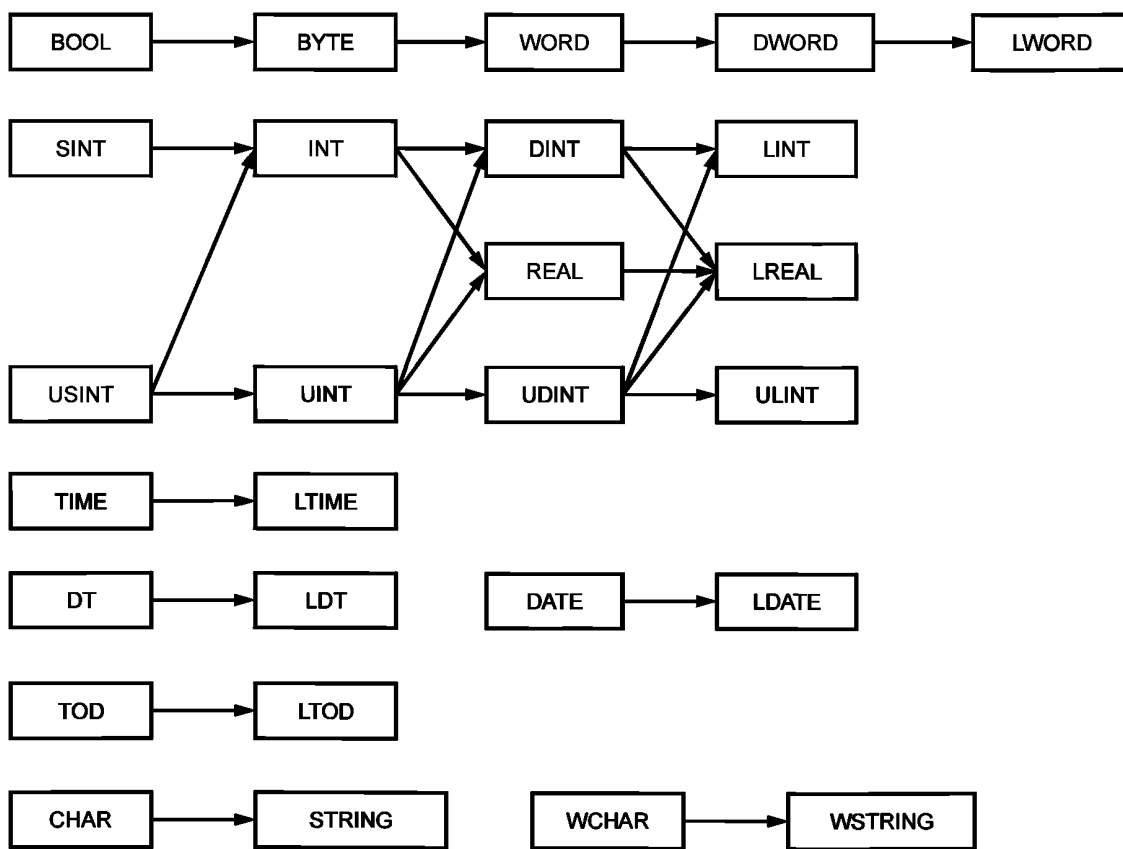 BOOL BYTE WORD DWORD LWORD
SINT INT DINT LINT
REAL LREAL
USINT UINT UDINT ULINT
TIME LTIME
DT LDT DATE LDATE
TOD LTOD
CHAR STRING WCHAR WSTRING